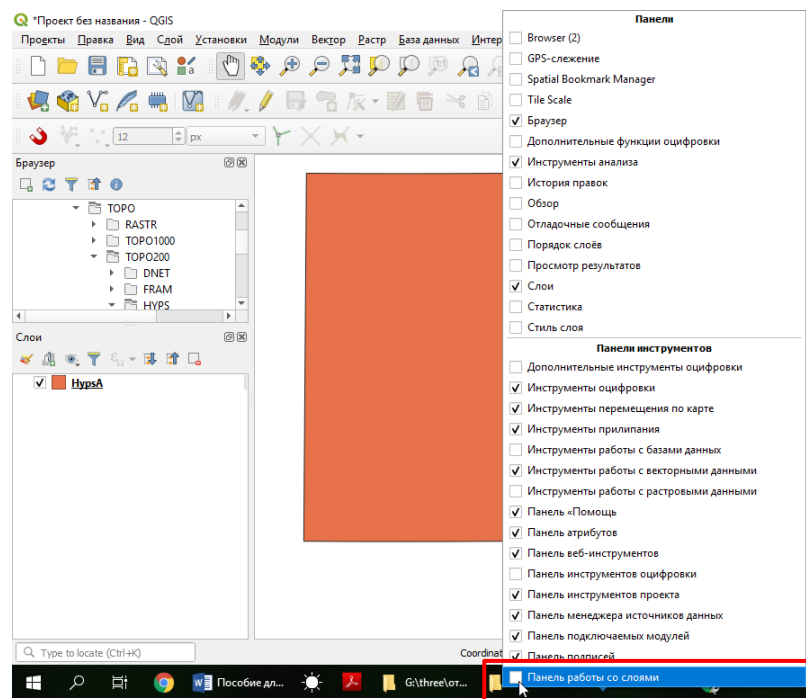 *Проект без названия - QGIS
Проекты Правка Вид Слой Установки Модули Вектор Растр База данных Интер
12 px
Браузер
TOPO
RASTR
TOPO1000
TOPO200
DNET
FRAM
HYPS
Слои
HypsA
Type to locate (Ctrl+K)
Coordinat
Пособие дл...
G:\three\от...
Панели
Browser (2)
GPS-слежение
Spatial Bookmark Manager
Tile Scale
Браузер
Дополнительные функции оцифровки
Инструменты анализа
История правок
Обзор
Отладочные сообщения
Порядок слоёв
Просмотр результатов
Слои
Статистика
Стиль слоя
Панели инструментов
Дополнительные инструменты оцифровки
Инструменты оцифровки
Инструменты перемещения по карте
Инструменты прилипания
Инструменты работы с базами данных
Инструменты работы с векторными данными
Инструменты работы с растровыми данными
Панель «Помощь
Панель атрибутов
Панель веб-инструментов
Панель инструментов оцифровки
Панель инструментов проекта
Панель менеджера источников данных
Панель подключаемых модулей
Панель подписей
Панель работы со слоями